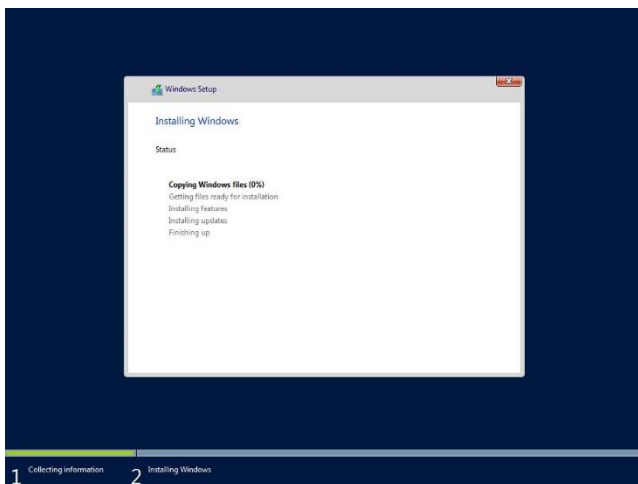 Windows Setup
Installing Windows
Status
Copying Windows files (0%)
Getting files ready for installation
Installing features
Installing updates
Finishing up
1 Collecting information
2 Installing Windows